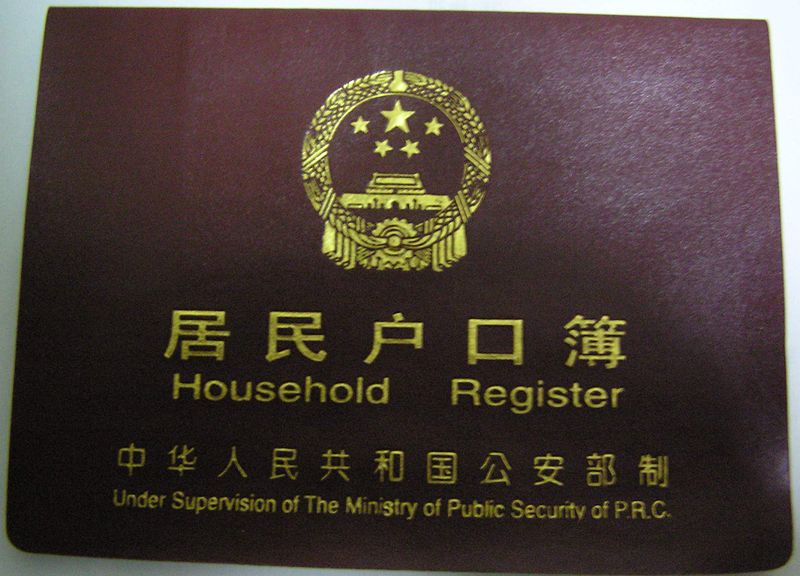 居民户口簿
Household Register
中华人民共和国公安部制
Under Supervision of The Ministry of Public Security of P.R.C.